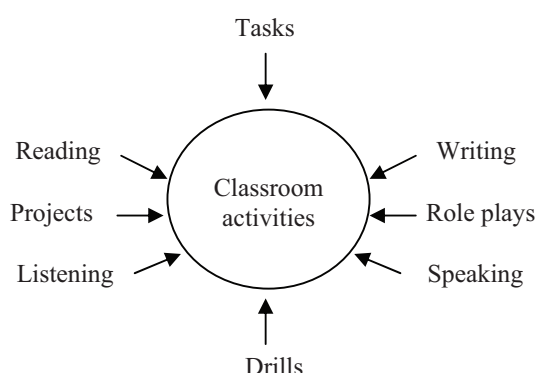 Tasks
Reading
Writing
Classroom
activities
Projects
Role plays
Listening
Speaking
Drills